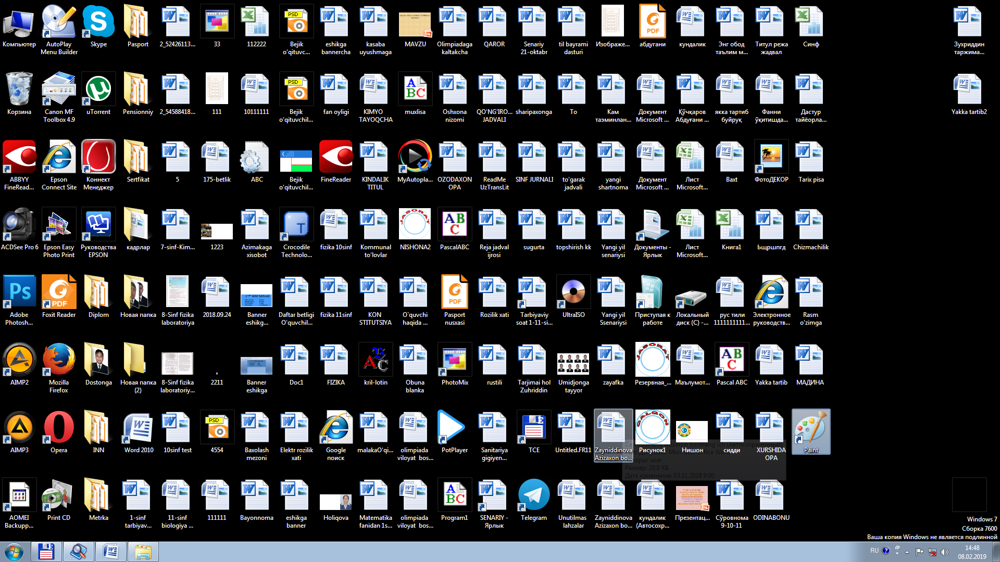 Компьютер
AutoPlay
Menu Builder
Skype
Pasport
2_52426113...
33
112222
Bejik
o'qituvc...
eshikga
bannercha
kasaba
uyushmaga
MAVZU
Olimpiadaga
kaltakcha
QAROR
Senariy
21-oktabr
til bayrami
dasturi
Изображе...
абдугани
кундалик
Энг обод
таълим м...
Титул режа
жадвал
Синф
Зухриддин
таржима...
Корзина
Canon MF
Toolbox 4.9
uTorrent
Pensionniy
2_54588418...
111
10111111
Bejik
o'qituvchil...
fan oyligi
KIMYO
TAYOQCHA
muxlisa
Oshxona
nizomi
QO'NG'IRO...
JADVALI
sharipaxonga
To
Кам
таэминлан...
Документ
Microsoft ...
Қўчқаров
Абдуғани ...
якка тартиб
буйруқ
Фанни
ўқитишда...
Дастур
тайёорла...
Yakka tartib2
ABBYY
FineRead...
Epson
Connect Site
Коннект
Менеджер
Sertfikat
5
175-betlik
ABC
Bejik
o'qituvchil...
FineReader
KINDALIK
TITUL
MyAutopla...
OZODAXON
OPA
ReadMe
UzTransLit
SINF JURNALI
to'garak
jadvali
yangi
shartnoma
Документ
Microsoft ...
Лист
Microsoft...
Baxt
ФотоДЕКОР
Tarix pisa
ACDSee Pro 6
Epson Easy
Photo Print
Руководства
EPSON
кадрлар
7-sinf-Kim...
1223
Azimakaga
xisobot
Crocodile
Technolo...
fizika 10sinf
Kommunal
to'lovlar
NISHONA2
PascalABC
Reja jadval
ijrosi
sugurta
topshirish kk
Yangi yil
senariysi
Документы -
Ярлык
Лист
Microsoft...
Книга1
Ьщршпгд
Chizmachilik
Adobe
Photosh...
Foxit Reader
Diplom
Новая папка
8-Sinf fizika
laboratoriya
2018.09.24
Banner
eshikg...
Daftar betligi
O'quvchil...
fizika 11sinf
KON
STITUTSIYA
O`quvchi
haqida ...
Pasport
nusxasi
Rozilik xati
Tarbiyaviy
soat 1-11-si...
UltraISO
Yangi yil
Ssenariysi
Приступая к
работе
Локальный
диск (C) -...
рус тили
1111111111...
Электронное
руководств...
Rasm
o'zimga
AIMP2
Mozilla
Firefox
Dostonga
Новая папка
(2)
8-Sinf fizika
laboratoriy...
2211
Banner
eshikga
Doc1
FIZIKA
kril-lotin
Obuna
blanka
PhotoMix
rustili
Tarjimai hol
Zuhriddin
Umidjonga
tayyor
zayafka
Резервная_...
Маълумот...
Pascal ABC
Yakka tartib
МАДИНА
AIMP3
Opera
INN
Word 2010
10sinf test
4554
Baxolash
mezoni
Elektr rozilik
xati
Google
поиск
malakaO'qi...
olimpiada
viloyat bos...
PotPlayer
Sanitariya
gigiyen...
TCE
Untitled.FR11
Zayniddinova
Azizaxon bo...
Рисунок1
Нишон
сидди
XURSHIDA
OPA
Paint
Размер: 29,8 КБ
Дата изменения: 03.11.2018 9:00
AOMEI
Backupp...
Print CD
Metrka
1-sinf
tarbiyav...
11-sinf
biologiya ...
111111
Bayonnoma
eshikga
banner
Holiqova
Matematika
fanidan 1s...
olimpiada
viloyat bos...
Program1
SENARIY -
Ярлык
Telegram
Unutilmas
lahzalar
Zayniddinova
Azizaxon bo...
кундалик
(Автосохр...
Презентац...
Сўровнома
9-10-11
ODINABONU
Windows 7
Сборка 7600
Ваша копия Windows не является подлинной
RU
14:48
08.02.2019